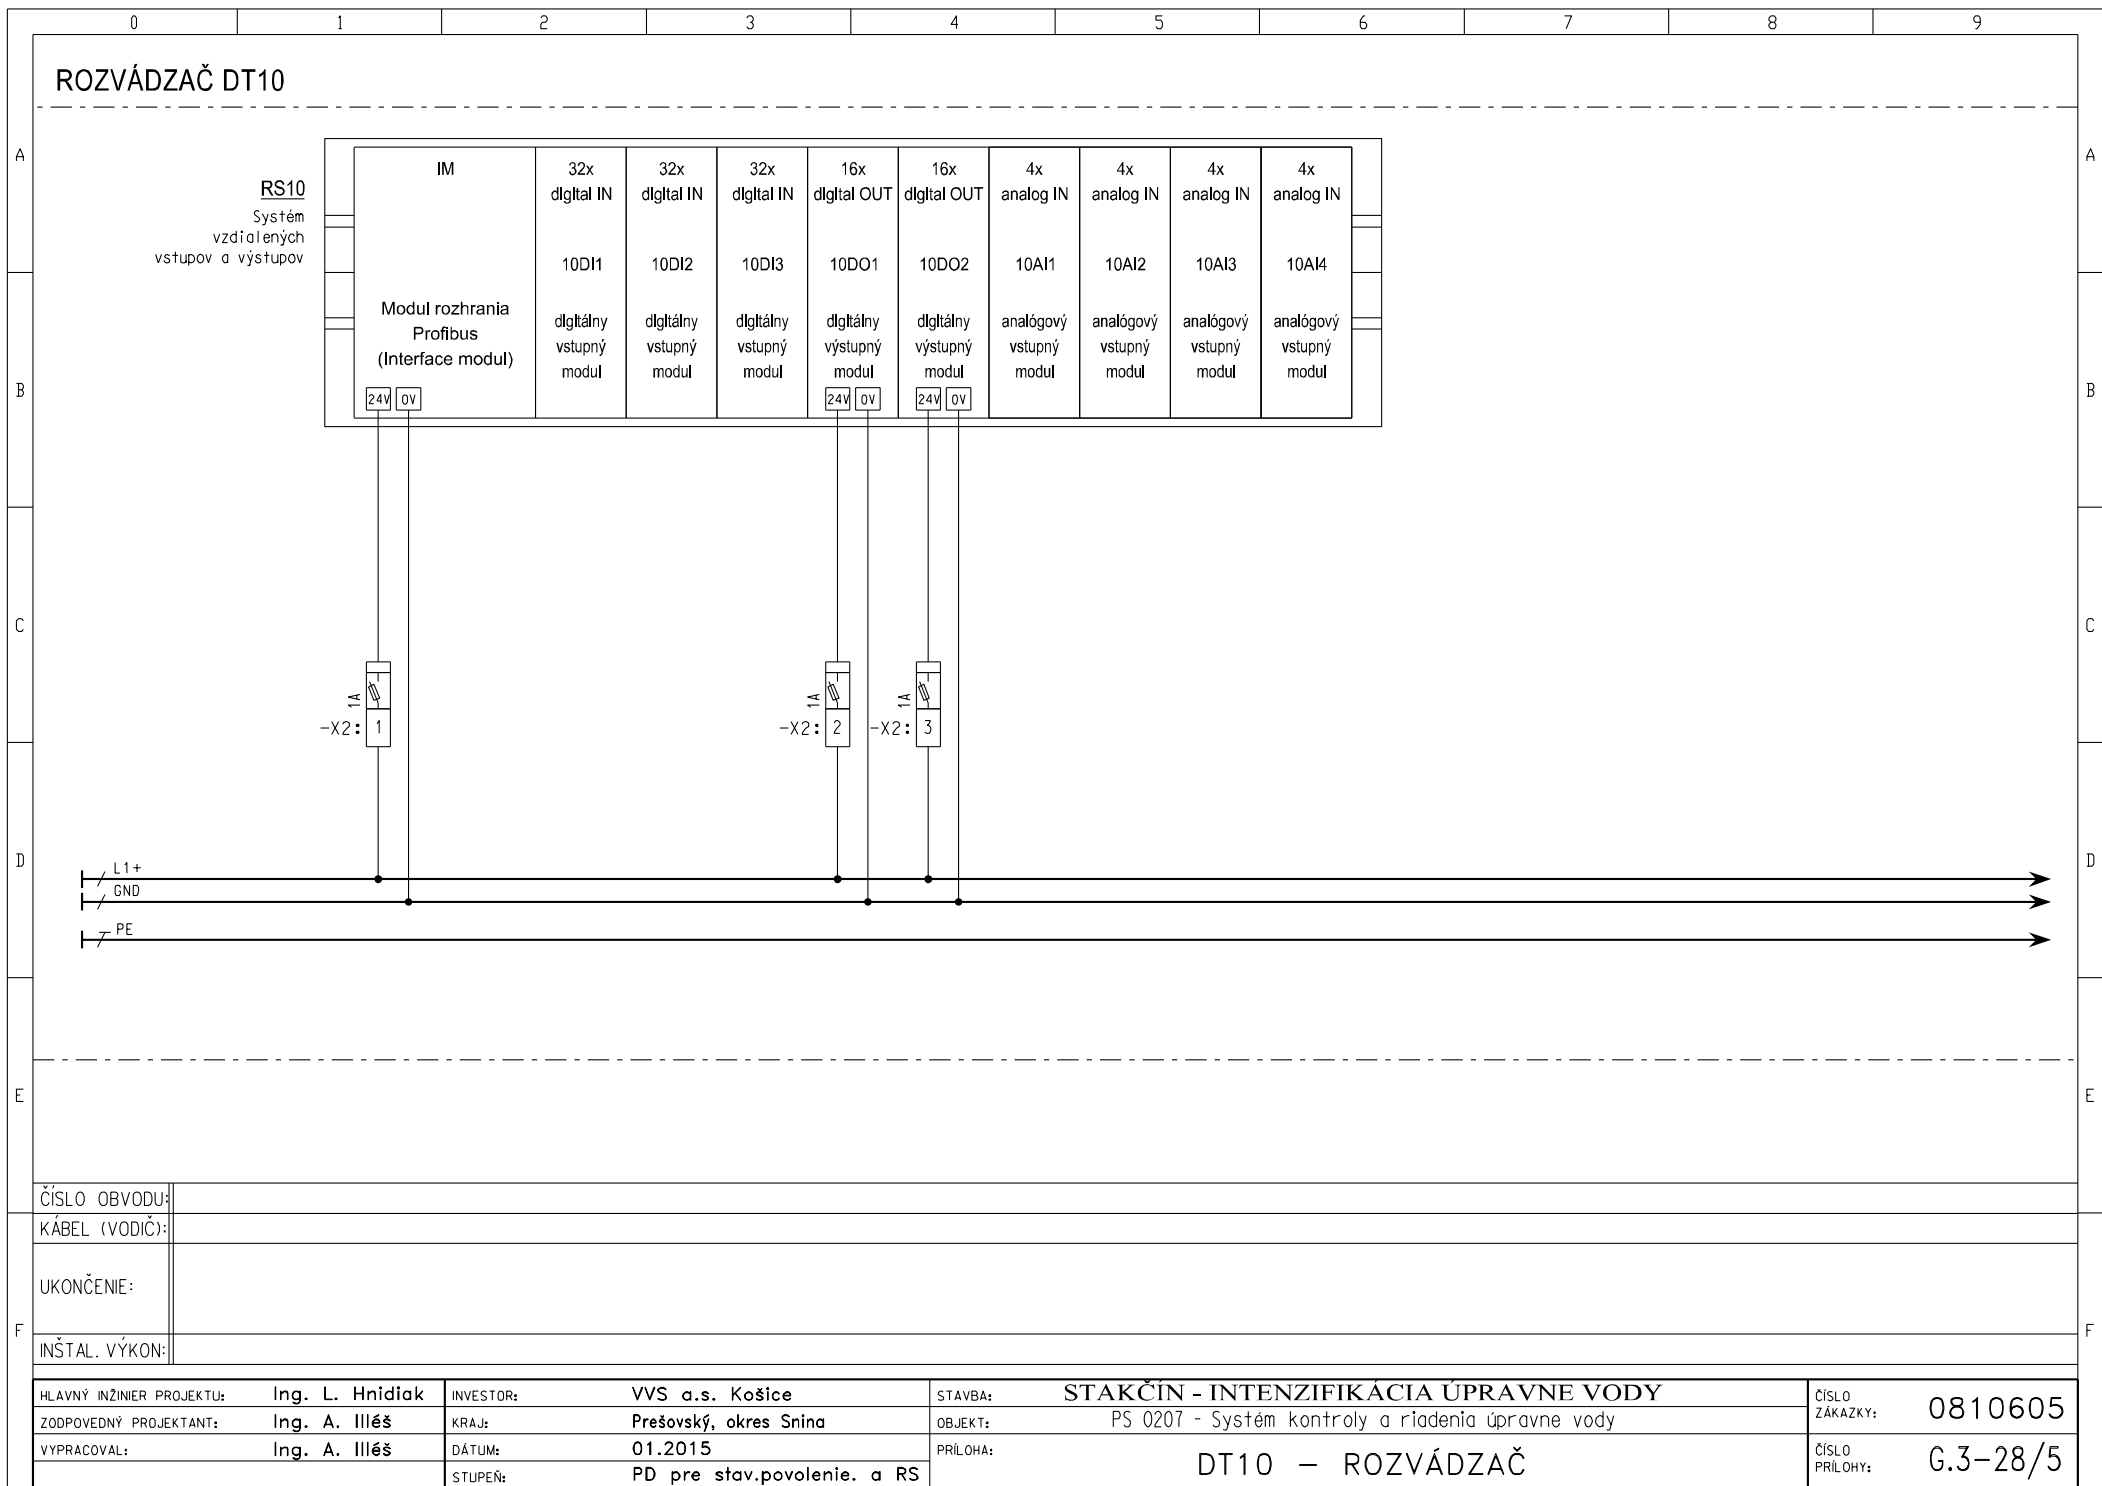 0 1 2 3 4 5 6 7 8 9
ROZVÁDZAČ DT10
A A
RS10
Systém
vzdialených
vstupov a výstupov
IM
Modul rozhrania
Profibus
(Interface modul)
24V 0V
32x
digital IN
10DI1
digitálny
vstupný
modul
32x
digital IN
10DI2
digitálny
vstupný
modul
32x
digital IN
10DI3
digitálny
vstupný
modul
16x
digital OUT
10DO1
digitálny
výstupný
modul
24V 0V
16x
digital OUT
10DO2
digitálny
výstupný
modul
24V 0V
4x
analog IN
10AI1
analógový
vstupný
modul
4x
analog IN
10AI2
analógový
vstupný
modul
4x
analog IN
10AI3
analógový
vstupný
modul
4x
analog IN
10AI4
analógový
vstupný
modul
B B
C C
1A 1A 1A
-X2: 1 -X2: 2 -X2: 3
D D
L1+
GND
PE
E E
ČÍSLO OBVODU:
KÁBEL (VODIČ):
UKONČENIE:
F F
INŠTAL. VÝKON:
HLAVNÝ INŽINIER PROJEKTU: Ing. L. Hnidiak
ZODPOVEDNÝ PROJEKTANT: Ing. A. Illéš
VYPRACOVAL: Ing. A. Illéš
INVESTOR: VVS a.s. Košice
KRAJ: Prešovský, okres Snina
DÁTUM: 01.2015
STUPEŇ: PD pre stav.povolenie. a RS
STAVBA: STAKČÍN - INTENZIFIKÁCIA ÚPRAVNE VODY
OBJEKT: PS 0207 - Systém kontroly a riadenia úpravne vody
PRÍLOHA: DT10 – ROZVÁDZAČ
ČÍSLO
ZÁKAZKY: 0810605
ČÍSLO
PRÍLOHY: G.3-28/5